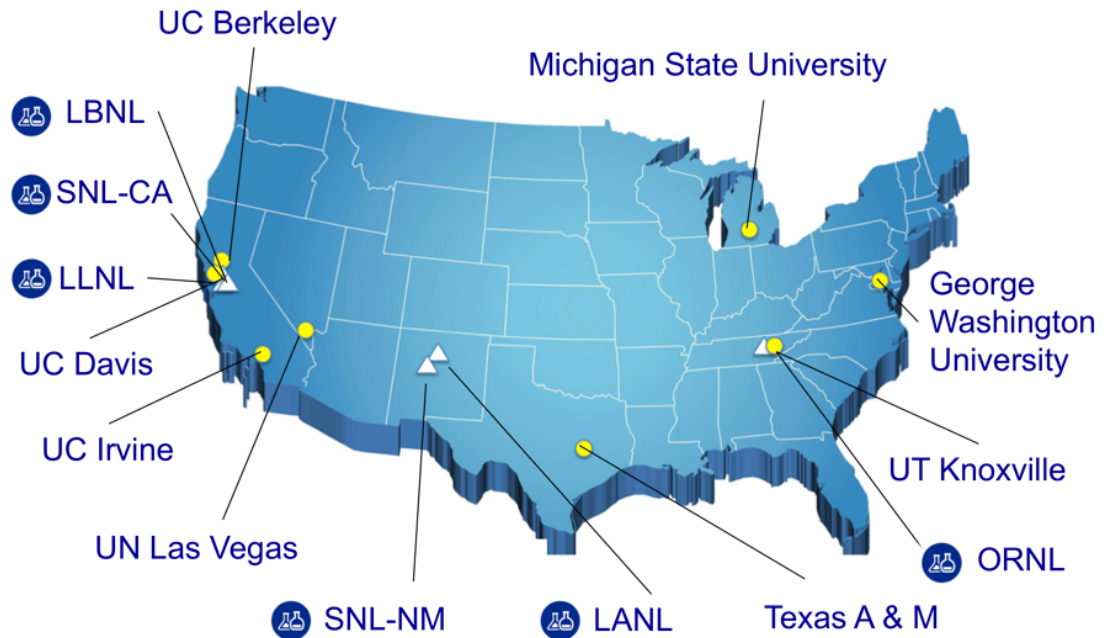 UC Berkeley
Michigan State University
LBNL
SNL-CA
LLNL
George
Washington
University
UC Davis
UC Irvine
UT Knoxville
UN Las Vegas
ORNL
SNL-NM
LANL
Texas A & M